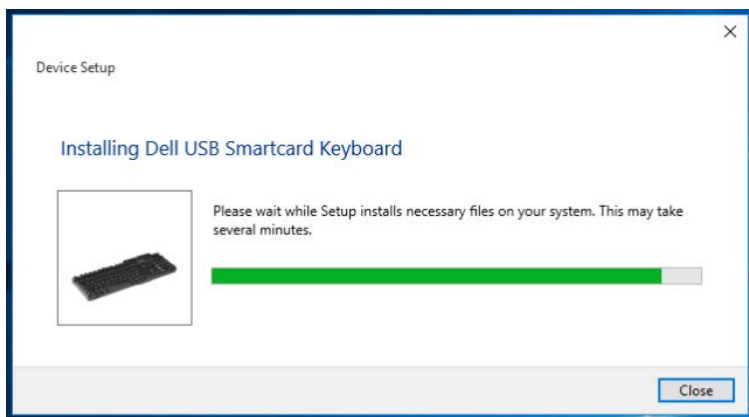 Device Setup
Installing Dell USB Smartcard Keyboard
Please wait while Setup installs necessary files on your system. This may take
several minutes.
Close